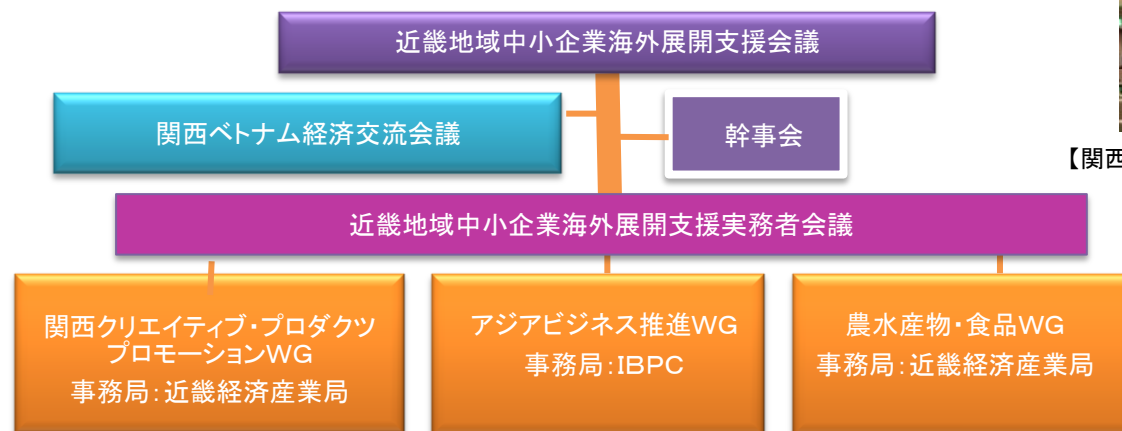 近畿地域中小企業海外展開支援会議
関西ベトナム経済交流会議
幹事会
【関西
近畿地域中小企業海外展開支援実務者会議
関西クリエイティブ・プロダクツ
プロモーションWG
事務局:近畿経済産業局
アジアビジネス推進WG
事務局:IBPC
農水産物・食品WG
事務局:近畿経済産業局